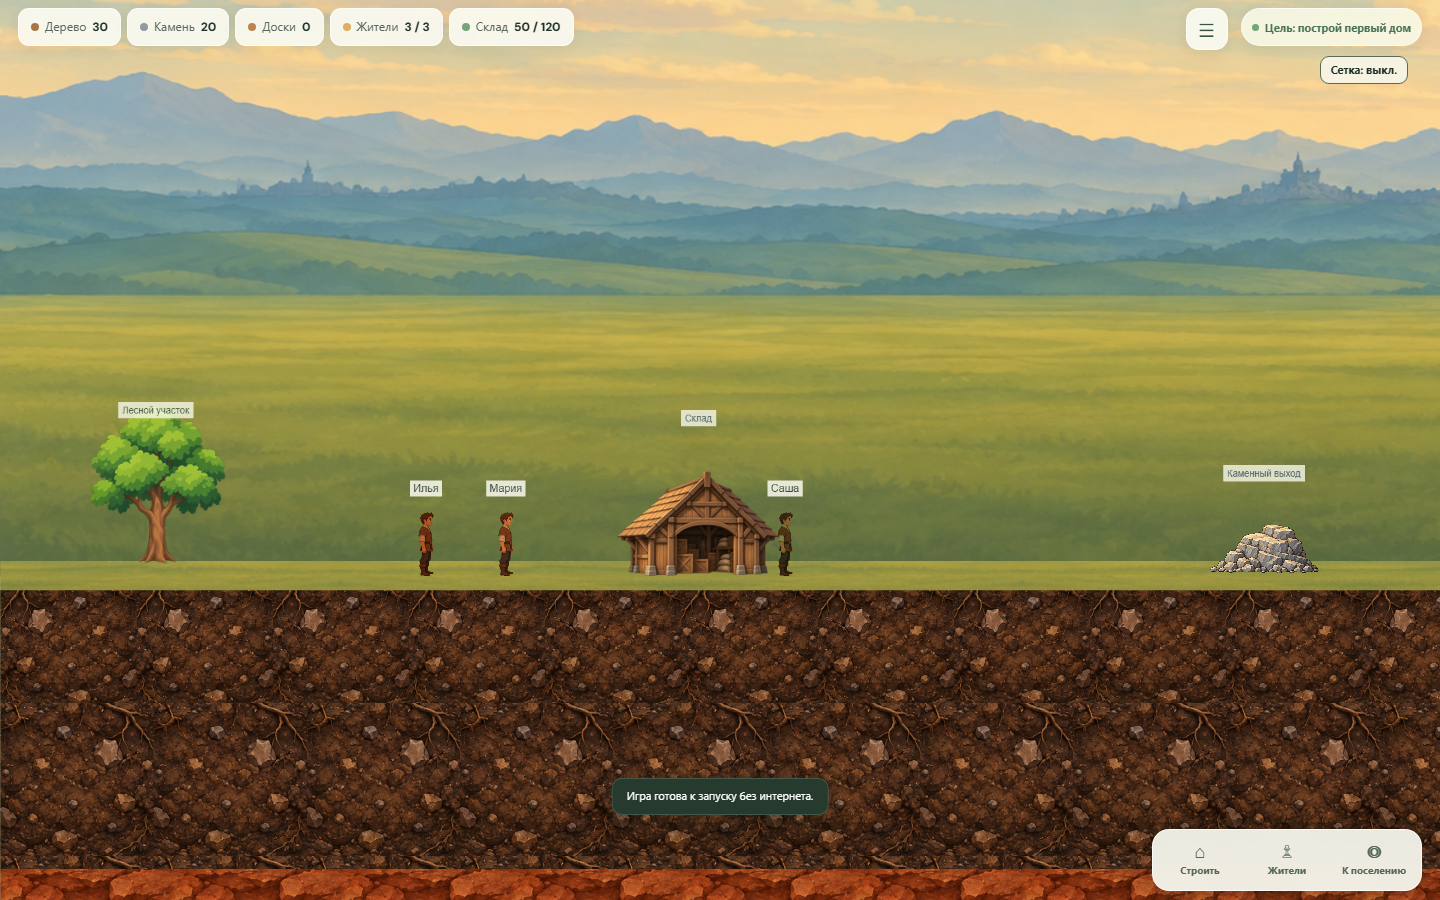 Дерево 30
Камень 20
Доски 0
Жители 3 / 3
Склад 50 / 120
Цель: построй первый дом
Сетка: выкл.
Лесной участок
Склад
Каменный выход
Илья
Мария
Саша
Игра готова к запуску без интернета.
Строить
Жители
К поселению